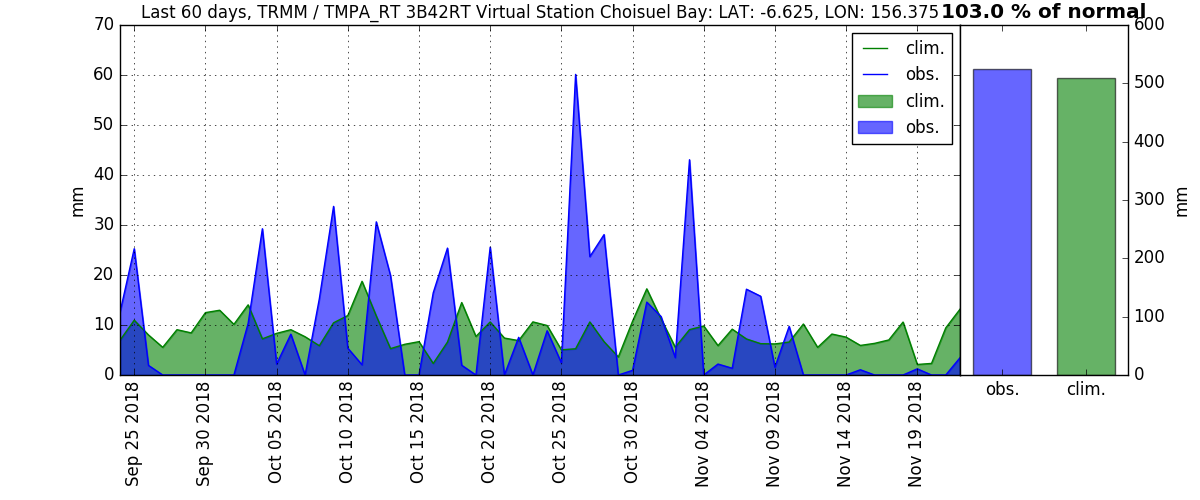 Last 60 days, TRMM / TMPA_RT 3B42RT Virtual Station Choisuel Bay: LAT: -6.625, LON: 156.375
103.0 % of normal
70
60
50
40
30
20
10
0
mm
clim.
obs.
clim.
obs.
Sep 25 2018
Sep 30 2018
Oct 05 2018
Oct 10 2018
Oct 15 2018
Oct 20 2018
Oct 25 2018
Oct 30 2018
Nov 04 2018
Nov 09 2018
Nov 14 2018
Nov 19 2018
600
500
400
300
200
100
0
mm
obs.
clim.